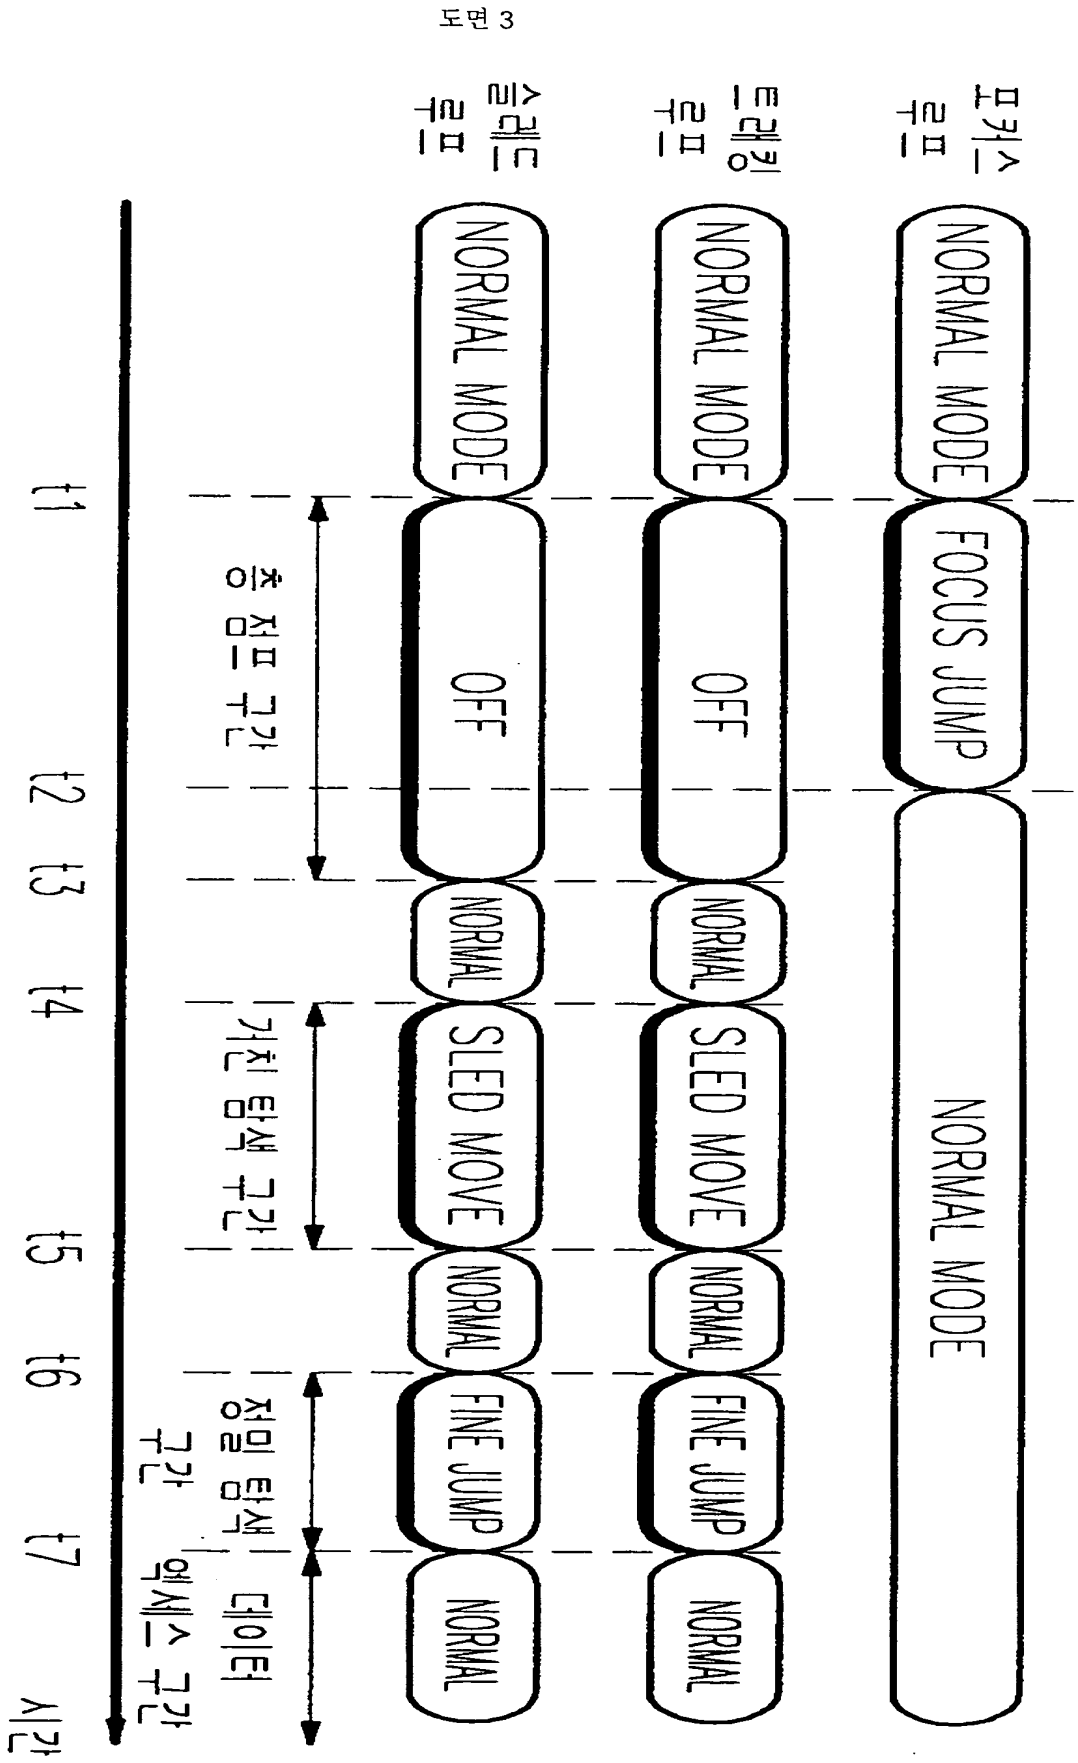 도면 3
포커스
루프
NORMAL MODE
FOCUS JUMP
NORMAL MODE
트래킹
루프
NORMAL MODE
OFF
NORMAL
SLED MOVE
NORMAL
FINE JUMP
NORMAL
슬레드
루프
NORMAL MODE
OFF
NORMAL
SLED MOVE
NORMAL
FINE JUMP
NORMAL
층 점프 구간
거친 탐색 구간
정밀 탐색
구간
데이터
액세스 구간
t1
t2
t3
t4
t5
t6
t7
시간